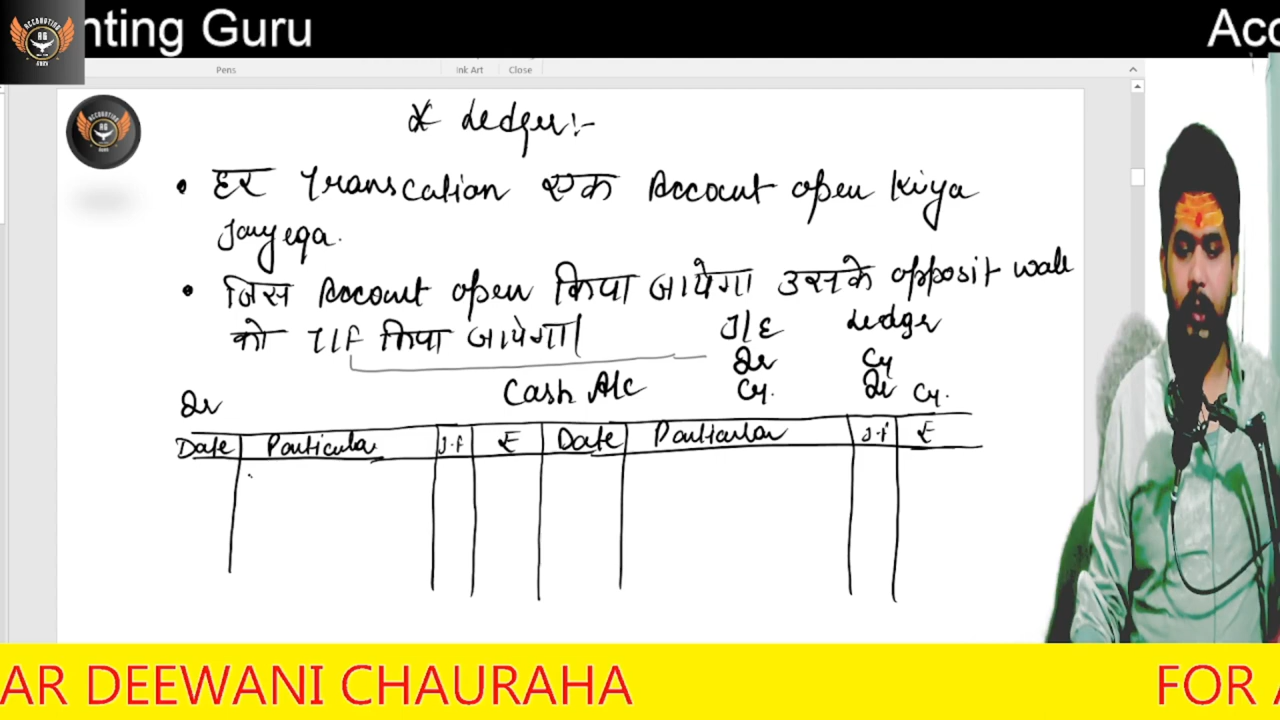 nting Guru
Acc
Pens
Ink Art
Close
* Ledger:-
• हर Transcation एक Account open Kiya
Jayega.
• जिस Account open किया जायेगा उसके opposit wale
को T/F किया जायेगा।
J/E Ledger
Dr Cr
Cr. Dr
Dr Cash A/c Cr.
Date Particular J.f ₹ Date Particular J.f ₹
AR DEEWANI CHAURAHA
FOR A